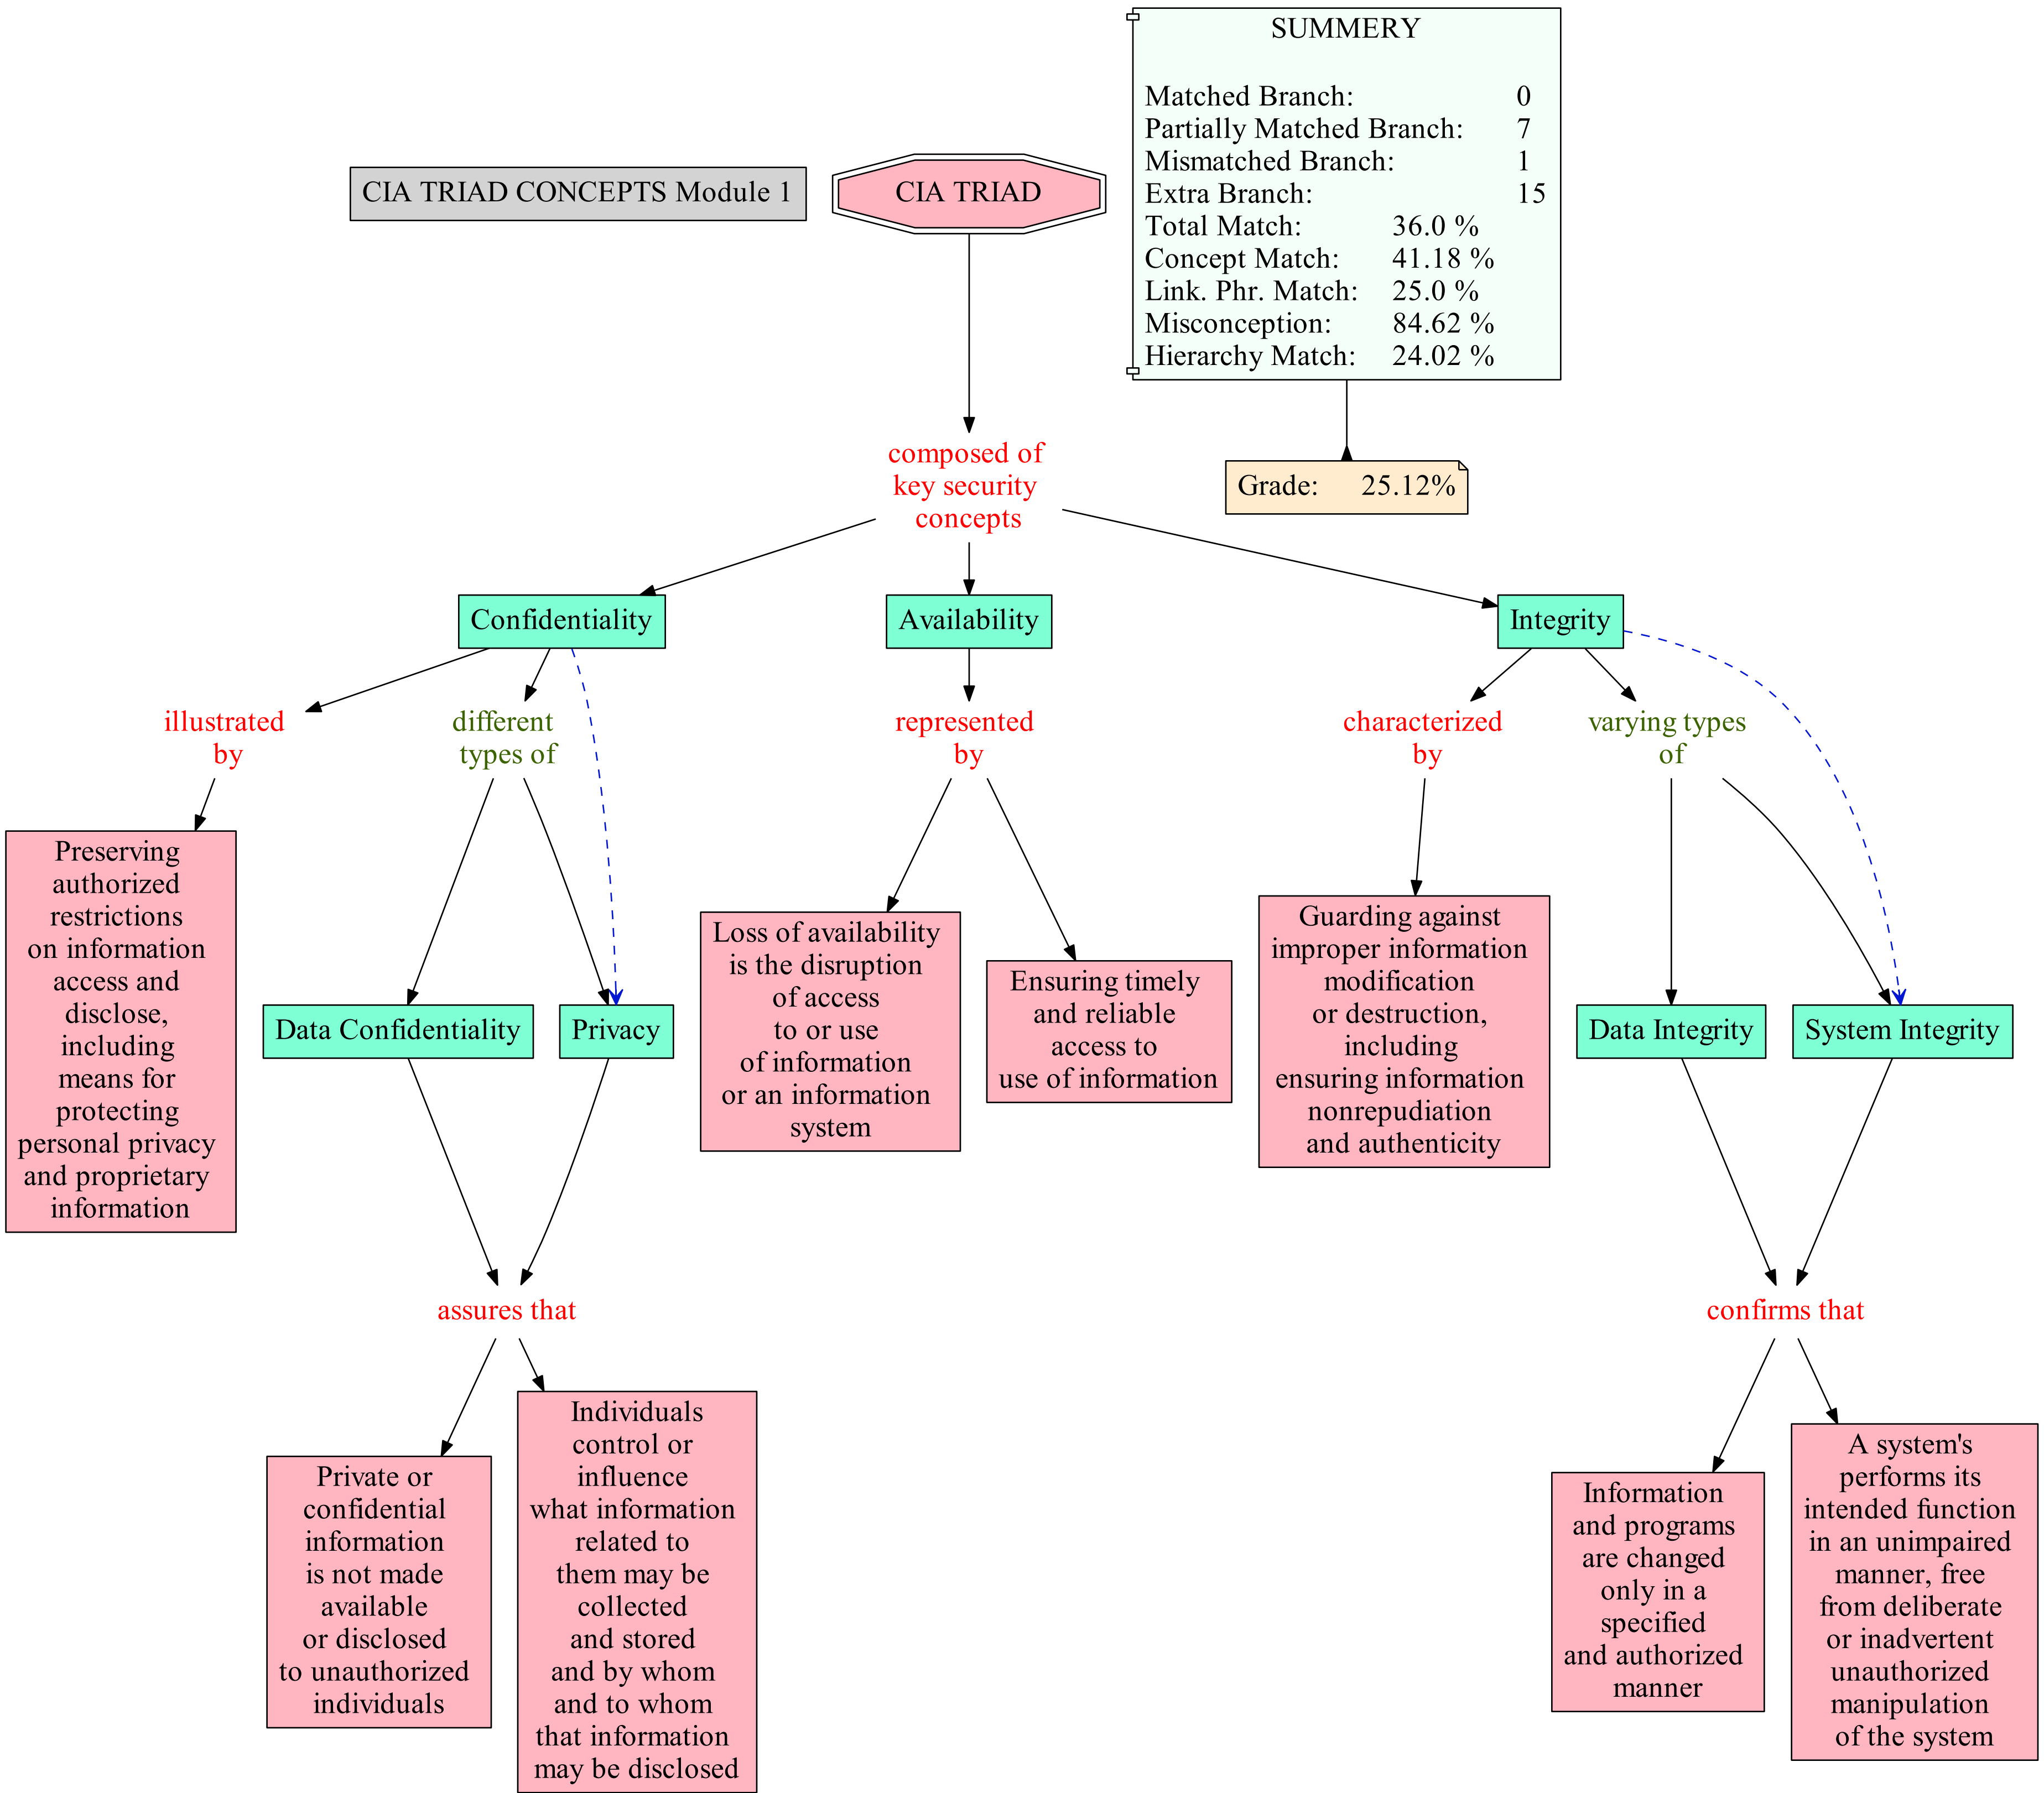 SUMMERY
Matched Branch: 0
Partially Matched Branch: 7
Mismatched Branch: 1
Extra Branch: 15
Total Match: 36.0 %
Concept Match: 41.18 %
Link. Phr. Match: 25.0 %
Misconception: 84.62 %
Hierarchy Match: 24.02 %
CIA TRIAD CONCEPTS Module 1
CIA TRIAD
Grade: 25.12%
composed of
key security
concepts
Confidentiality
Availability
Integrity
illustrated
by
different
types of
represented
by
characterized
by
varying types
of
Preserving
authorized
restrictions
on information
access and
disclose,
including
means for
protecting
personal privacy
and proprietary
information
Data Confidentiality
Privacy
Loss of availability
is the disruption
of access
to or use
of information
or an information
system
Ensuring timely
and reliable
access to
use of information
Guarding against
improper information
modification
or destruction,
including
ensuring information
nonrepudiation
and authenticity
Data Integrity
System Integrity
assures that
confirms that
Private or
confidential
information
is not made
available
or disclosed
to unauthorized
individuals
Individuals
control or
influence
what information
related to
them may be
collected
and stored
and by whom
and to whom
that information
may be disclosed
Information
and programs
are changed
only in a
specified
and authorized
manner
A system's
performs its
intended function
in an unimpaired
manner, free
from deliberate
or inadvertent
unauthorized
manipulation
of the system